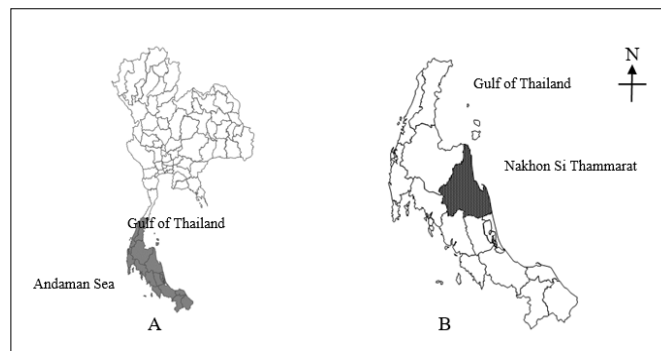 Gulf of Thailand
Andaman Sea
A
N
Gulf of Thailand
Nakhon Si Thammarat
B